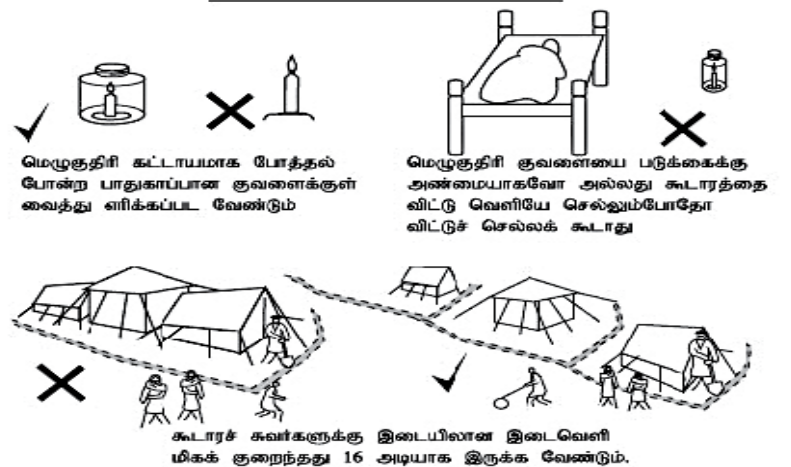 மெழுகுதிரி கட்டாயமாக போத்தல்
போன்ற பாதுகாப்பான குவளைக்குள்
வைத்து எரிக்கப்பட வேண்டும்
மெழுகுதிரி குவளையை படுக்கைக்கு
அண்மையாகவோ அல்லது கூடாரத்தை
விட்டு வெளியே செல்லும்போதோ
விட்டுச் செல்லக் கூடாது
கூடாரச் சுவர்களுக்கு இடையிலான இடைவெளி
மிகக் குறைந்தது 16 அடியாக இருக்க வேண்டும்.